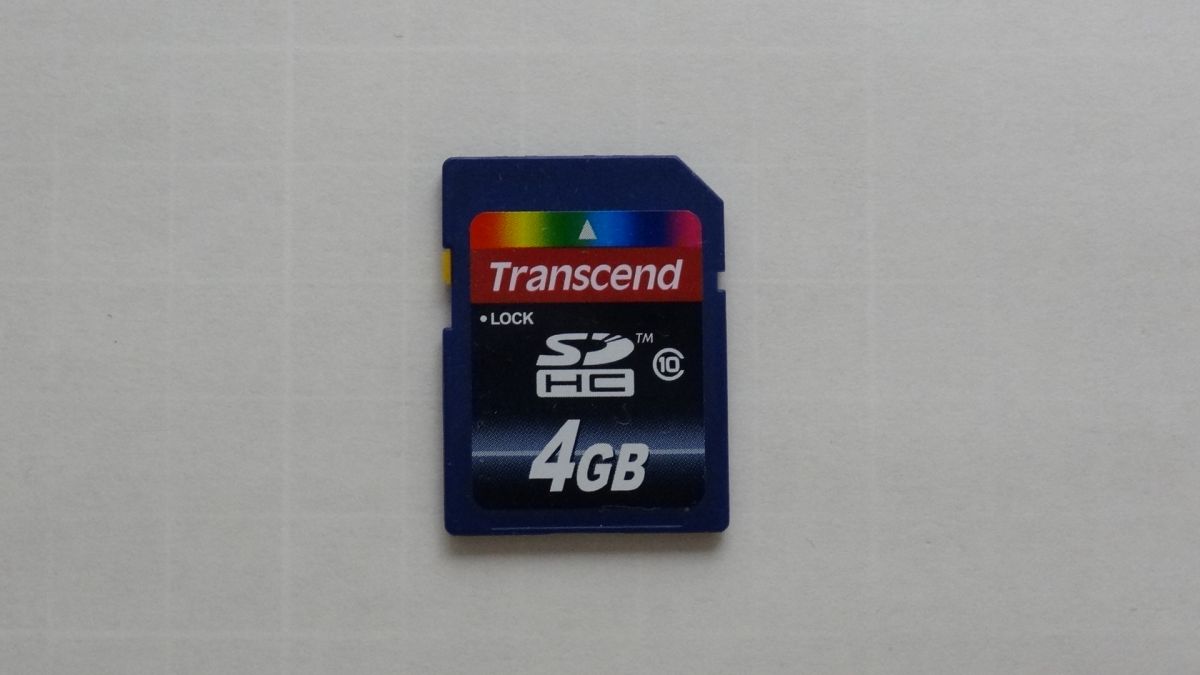 Transcend
• LOCK
SD™
HC
10
4GB